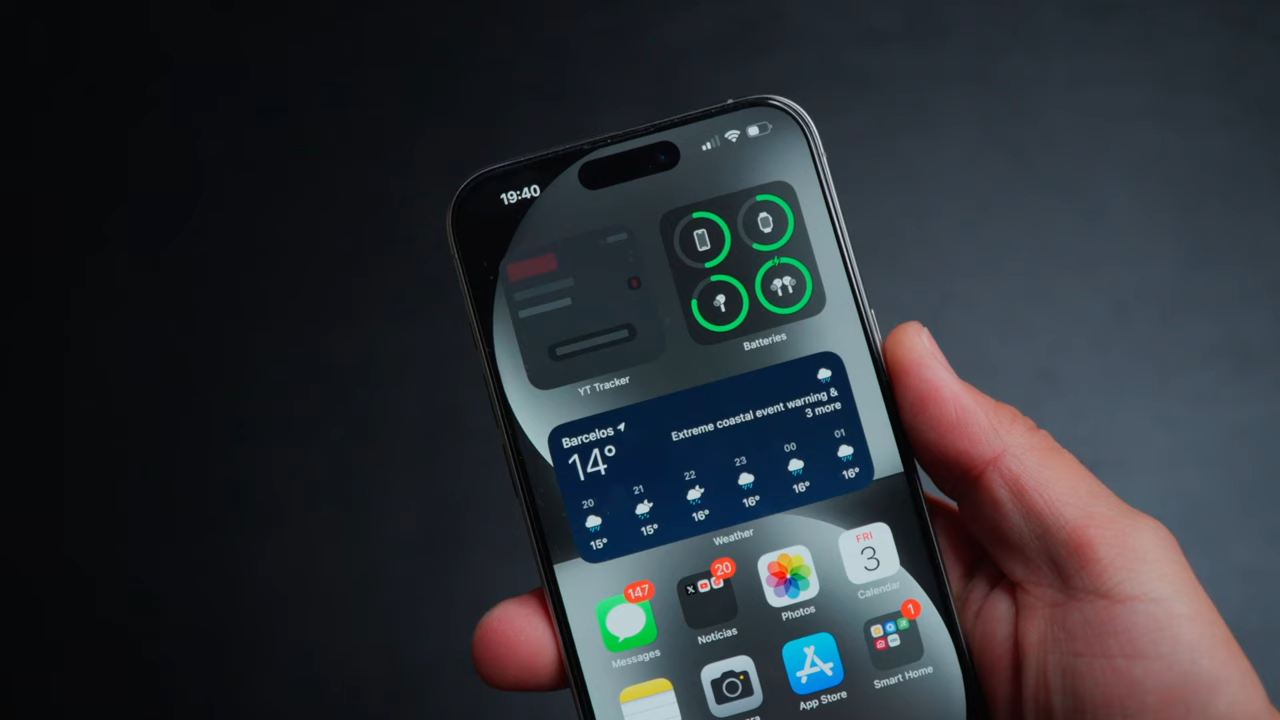 19:40
YT Tracker
Batteries
Barcelos
14°
Extreme coastal event warning &
3 more
20 21 22 23 00 01
15° 15° 16° 16° 16° 16°
Weather
147
Messages
20
X
Notícias
Photos
FRI
3
Calendar
App Store
1
Smart Home